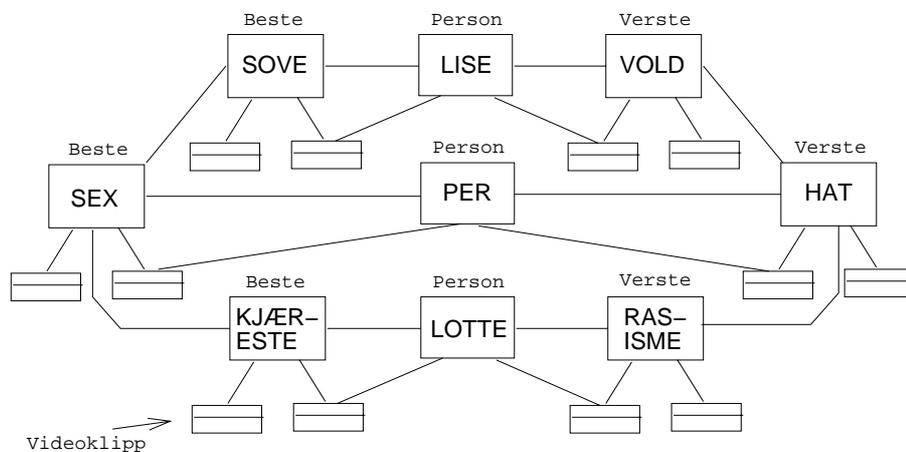 Beste Person Verste
SOVE LISE VOLD
Beste Person Verste
SEX PER HAT
Beste Person Verste
KJÆR–
ESTE
LOTTE
RAS–
ISME
Videoklipp